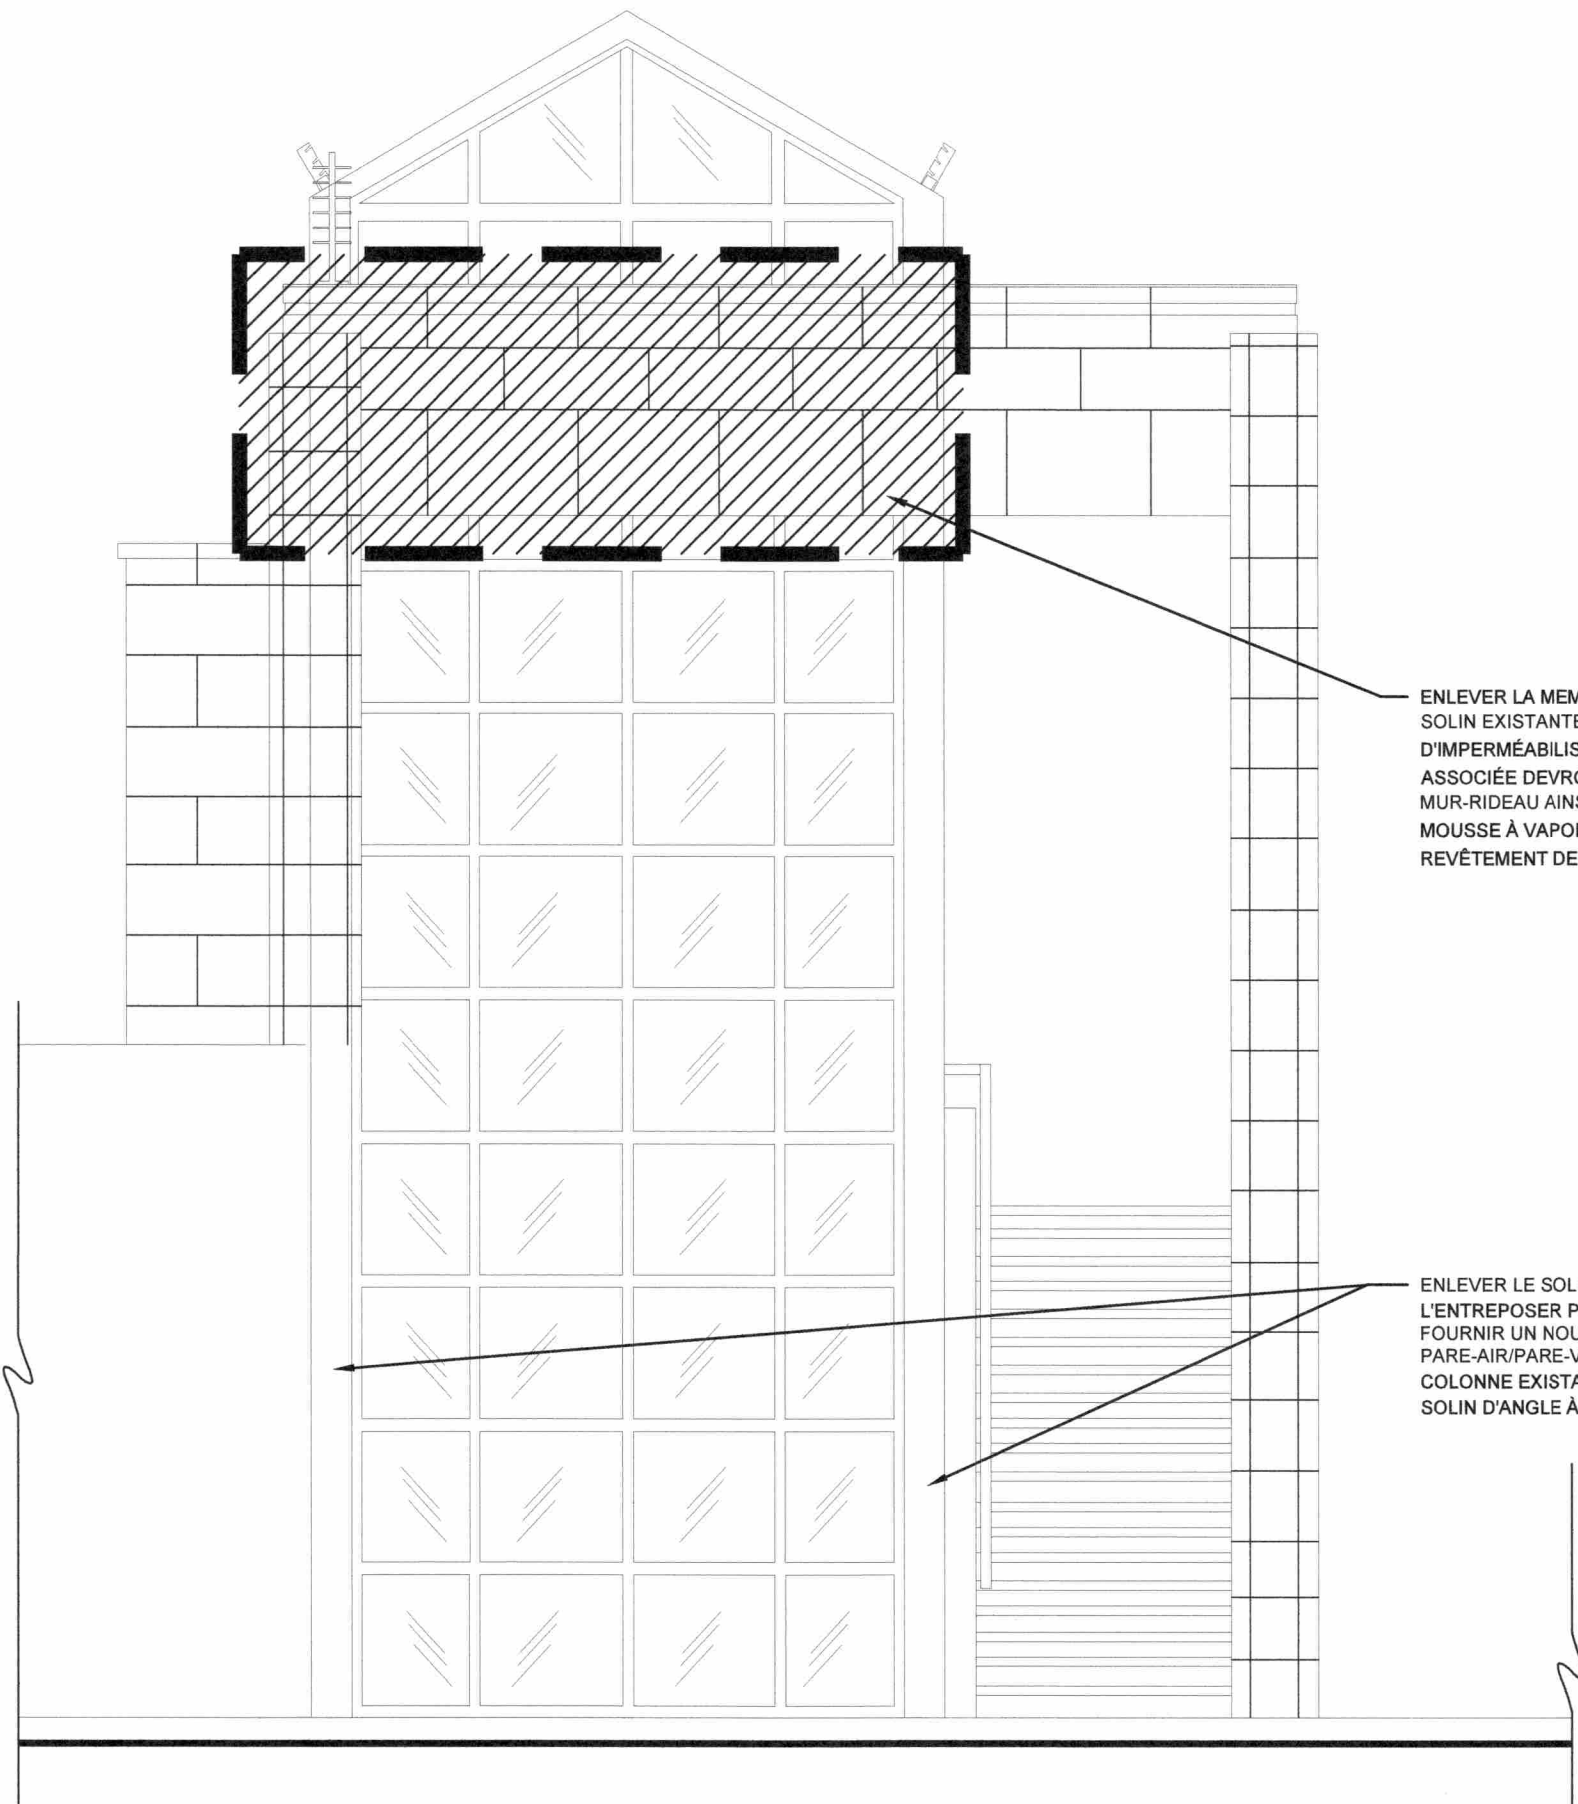 ENLEVER LA MEM
SOLIN EXISTANTE
D'IMPERMÉABILIS
ASSOCIÉE DEVRO
MUR-RIDEAU AINS
MOUSSE À VAPO
REVÊTEMENT DE
ENLEVER LE SOL
L'ENTREPOSER P
FOURNIR UN NOU
PARE-AIR/PARE-V
COLONNE EXISTA
SOLIN D'ANGLE À